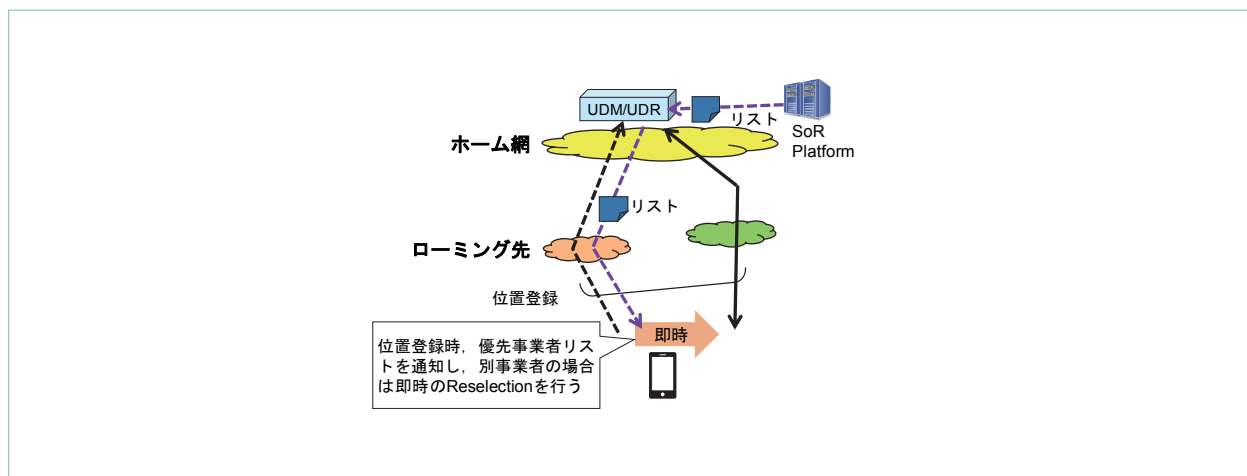 UDM/UDR
リスト
SoR
Platform
ホーム網
リスト
ローミング先
位置登録
即時
位置登録時，優先事業者リス
トを通知し，別事業者の場合
は即時のReselectionを行う